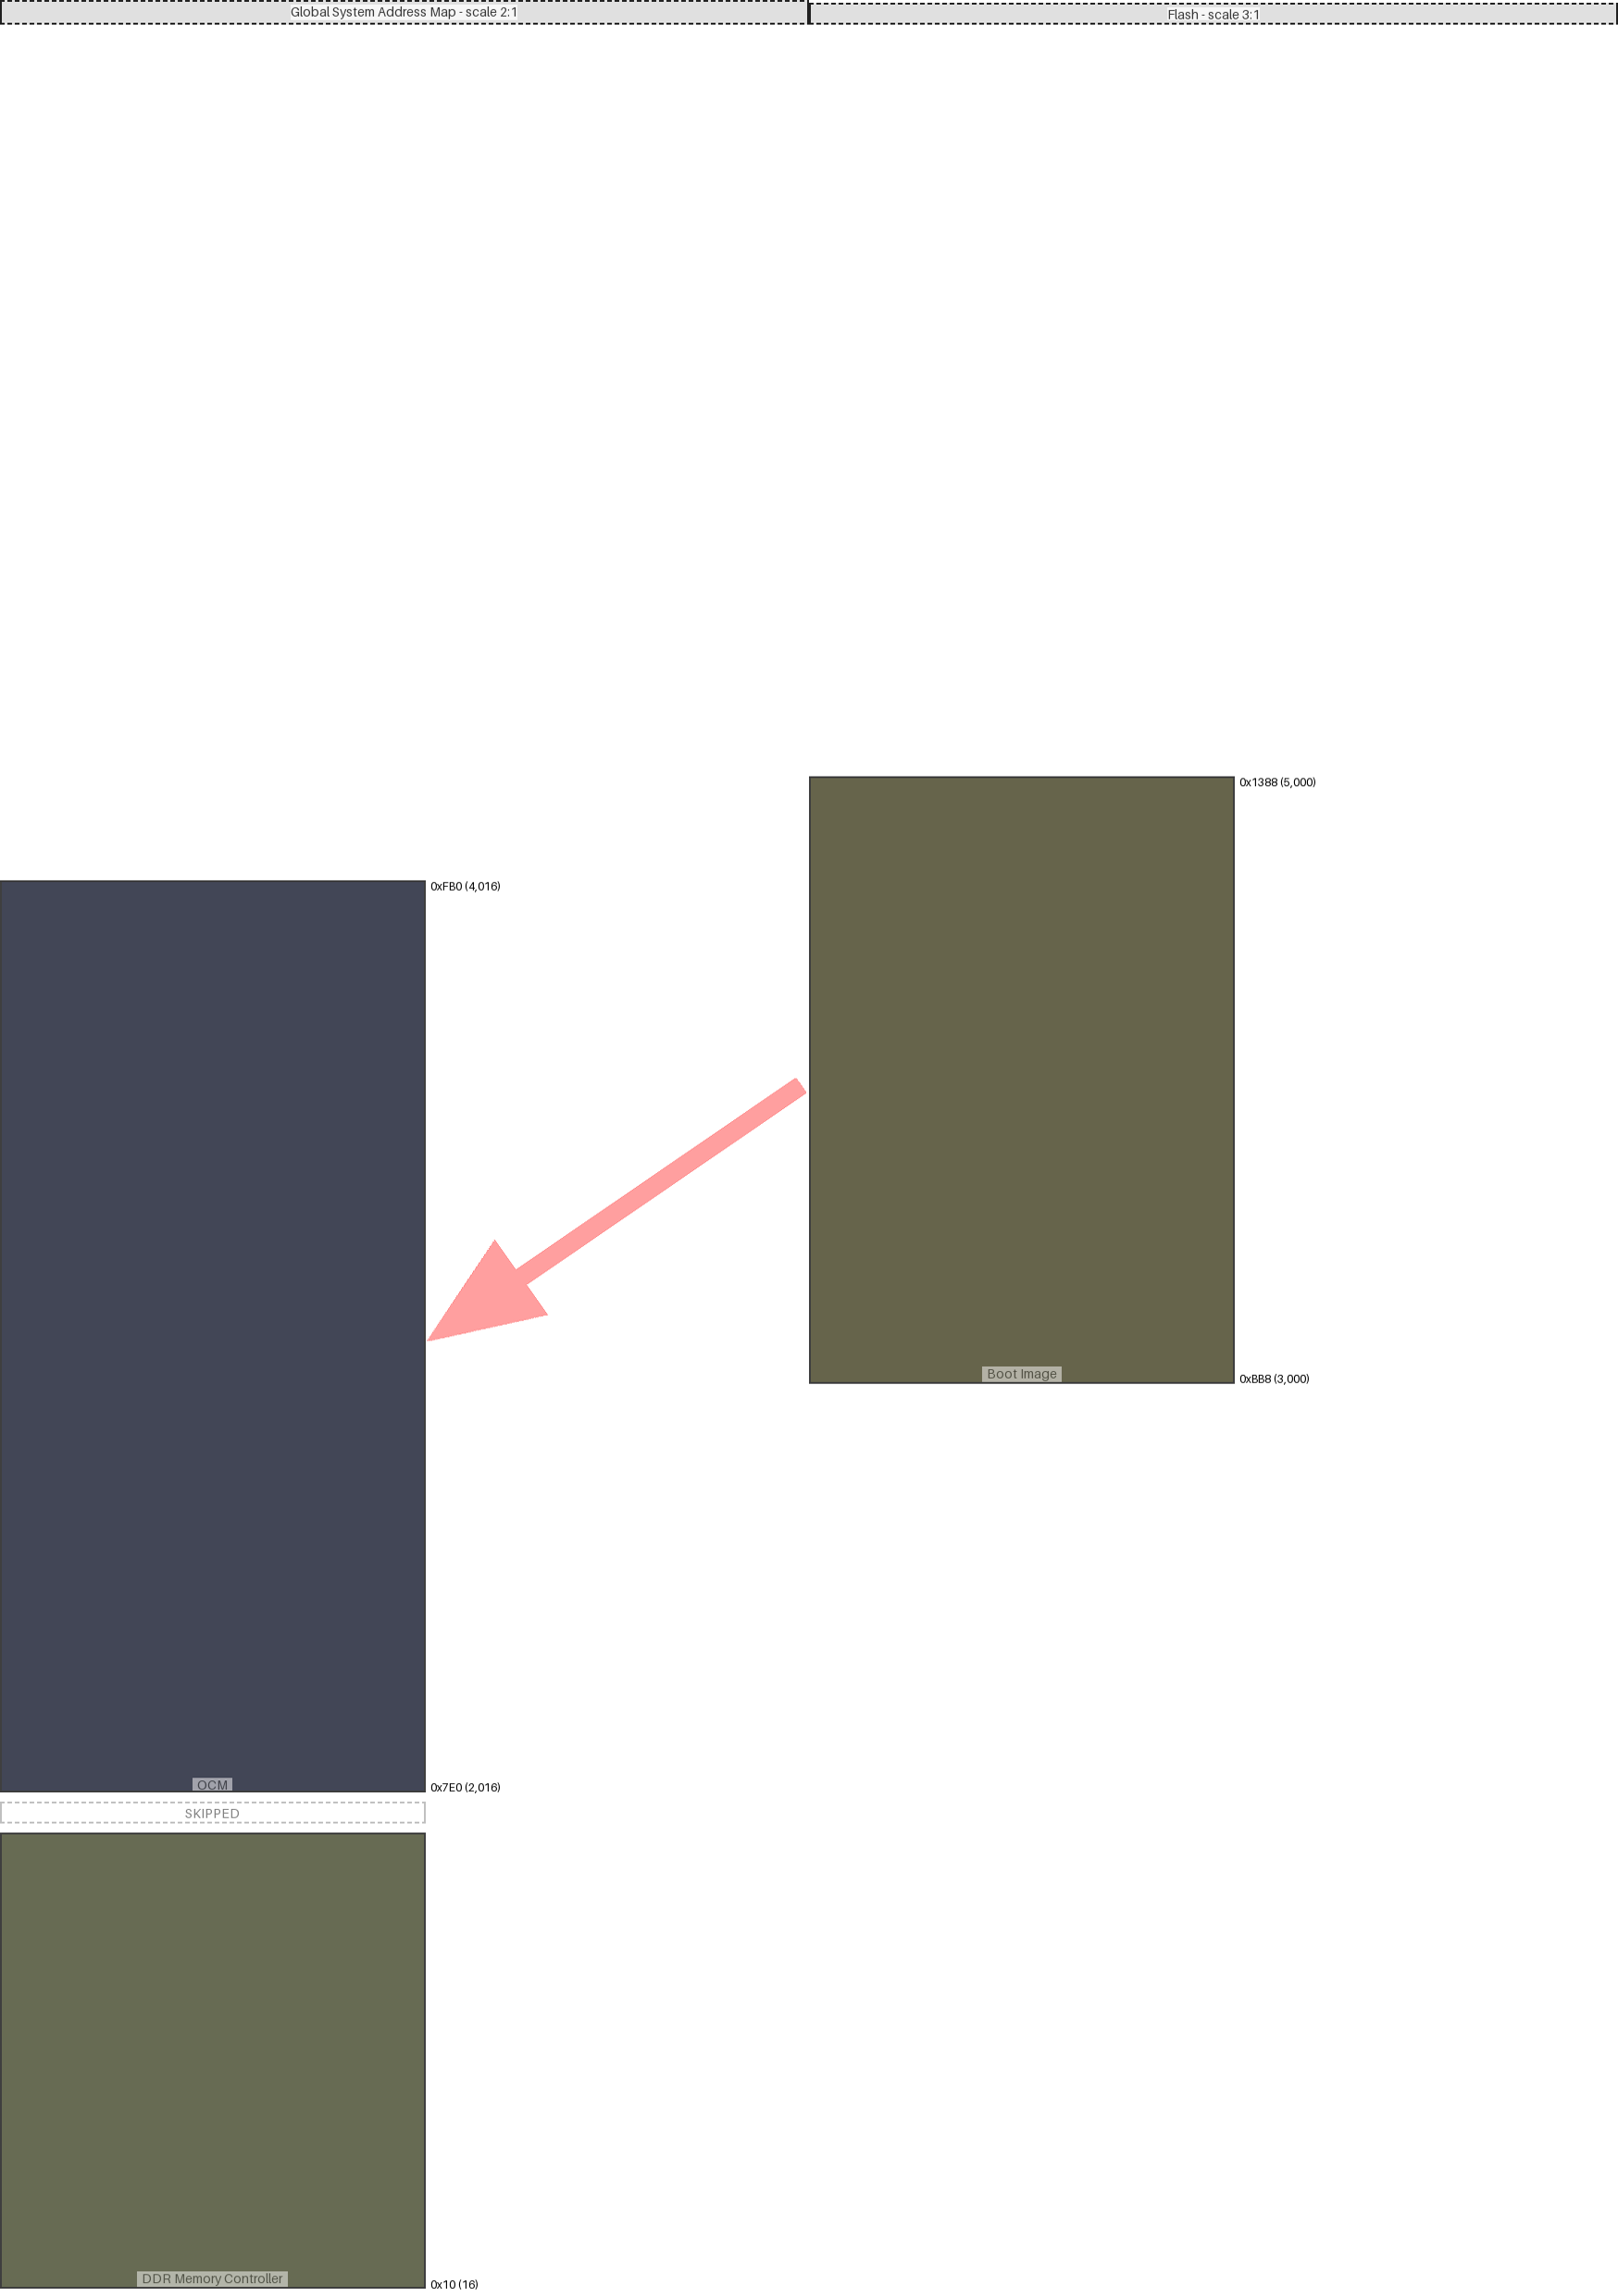 Global System Address Map - scale 2:1
Flash - scale 3:1
0x1388 (5,000)
0xFB0 (4,016)
Boot Image
0xBB8 (3,000)
OCM
0x7E0 (2,016)
SKIPPED
DDR Memory Controller
0x10 (16)